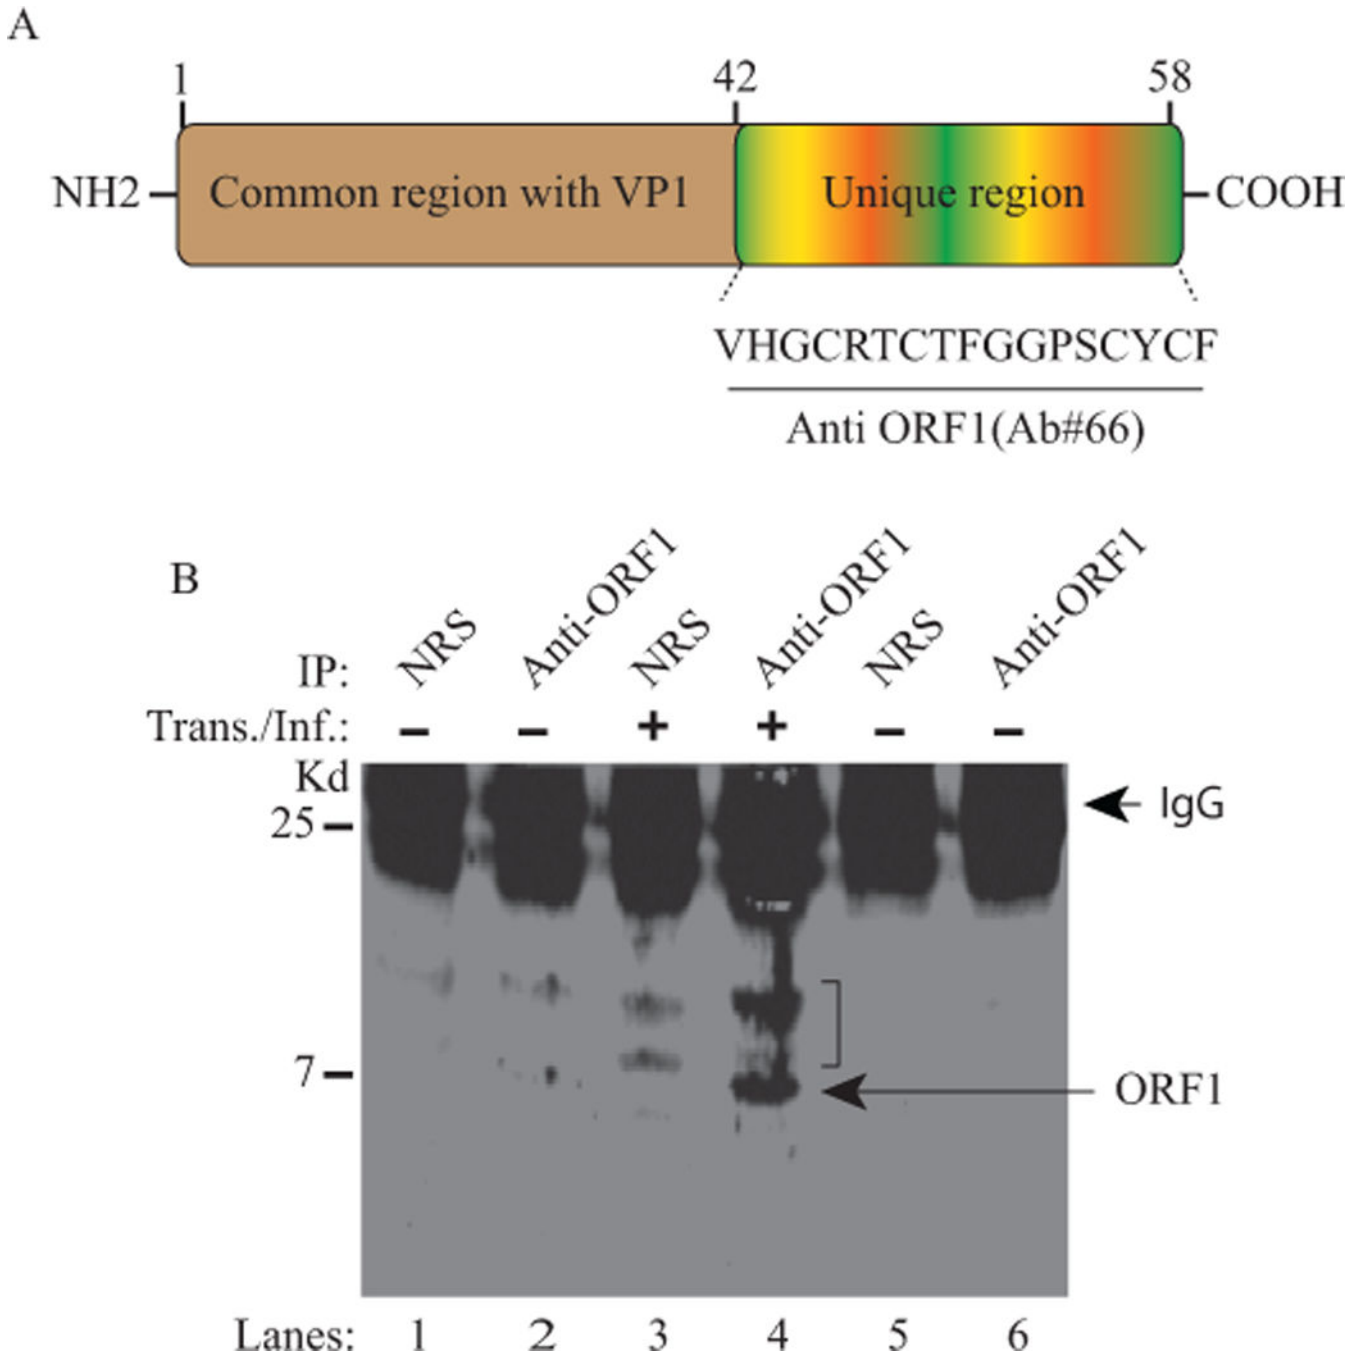 A
1 42 58
NH2 Common region with VP1 Unique region COOH
VHGCRTCTFGGPSCYCF
Anti ORF1(Ab#66)
B
IP: NRS Anti-ORF1 NRS Anti-ORF1 NRS Anti-ORF1
Trans./Inf.: – – + + – –
Kd
25 IgG
7 ORF1
Lanes: 1 2 3 4 5 6